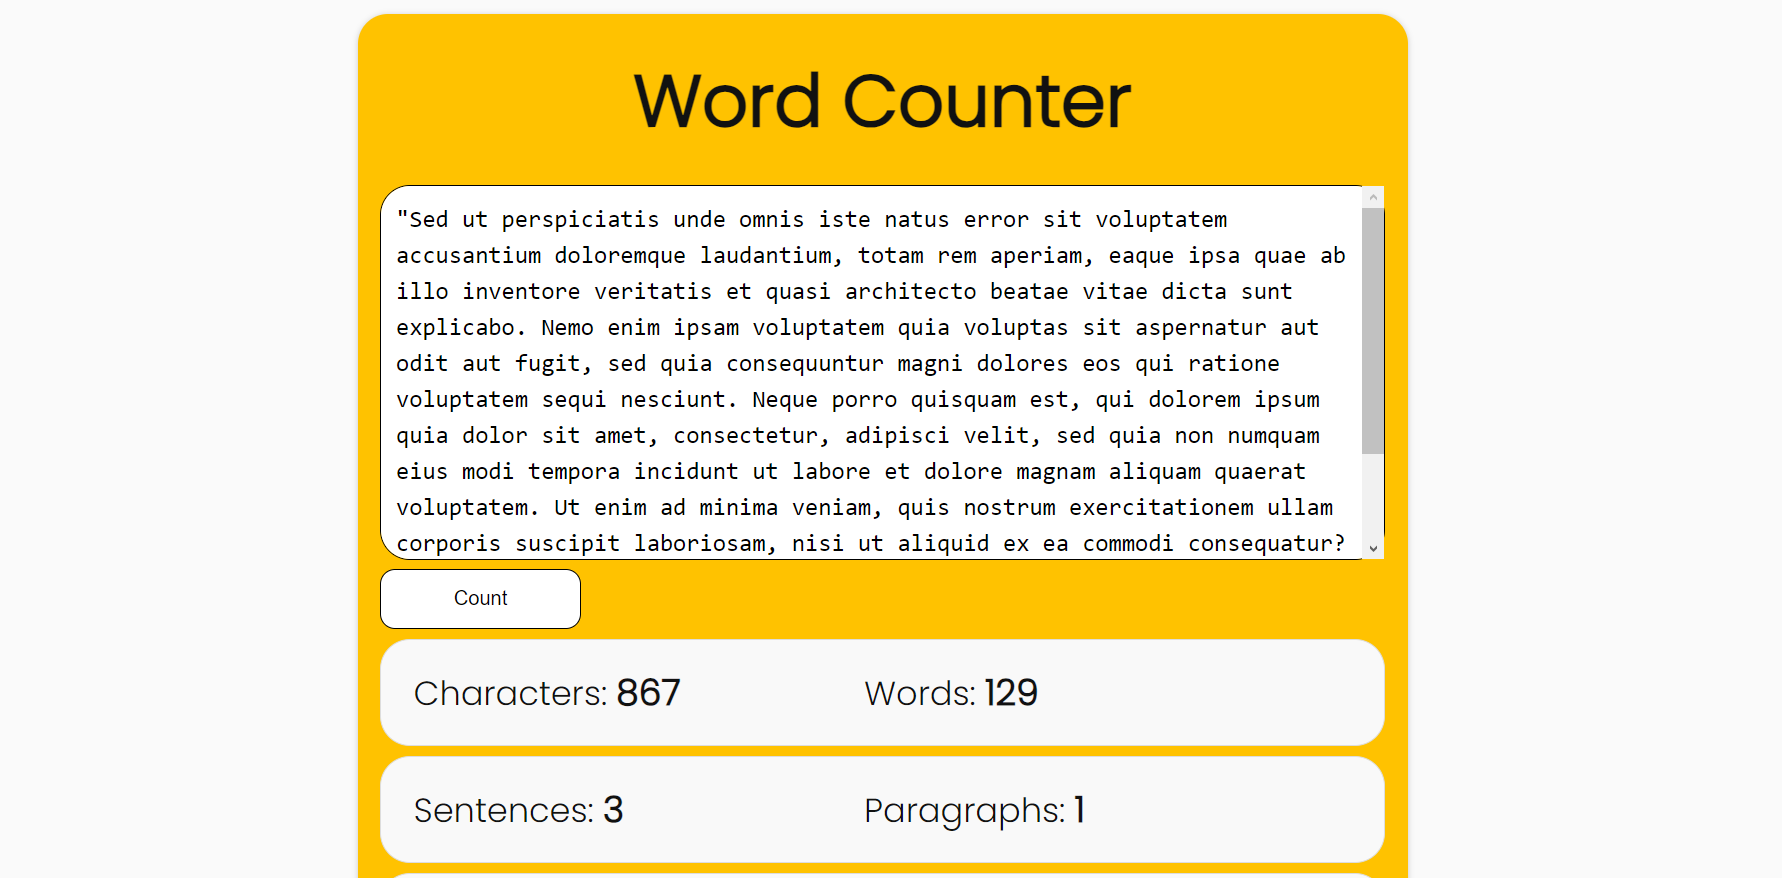 Word Counter
"Sed ut perspiciatis unde omnis iste natus error sit voluptatem
accusantium doloremque laudantium, totam rem aperiam, eaque ipsa quae ab
illo inventore veritatis et quasi architecto beatae vitae dicta sunt
explicabo. Nemo enim ipsam voluptatem quia voluptas sit aspernatur aut
odit aut fugit, sed quia consequuntur magni dolores eos qui ratione
voluptatem sequi nesciunt. Neque porro quisquam est, qui dolorem ipsum
quia dolor sit amet, consectetur, adipisci velit, sed quia non numquam
eius modi tempora incidunt ut labore et dolore magnam aliquam quaerat
voluptatem. Ut enim ad minima veniam, quis nostrum exercitationem ullam
corporis suscipit laboriosam, nisi ut aliquid ex ea commodi consequatur?
Count
Characters: 867 Words: 129
Sentences: 3 Paragraphs: 1